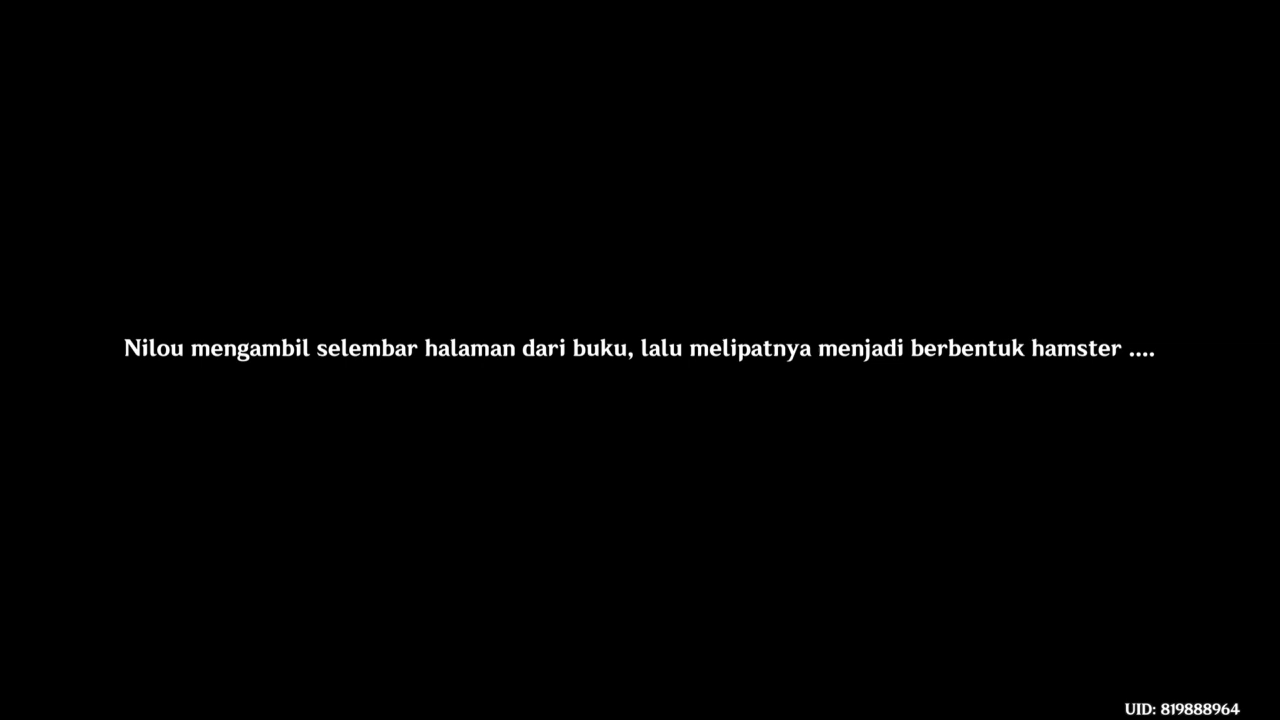 Nilou mengambil selembar halaman dari buku, lalu melipatnya menjadi berbentuk hamster ....
UID: 819888964